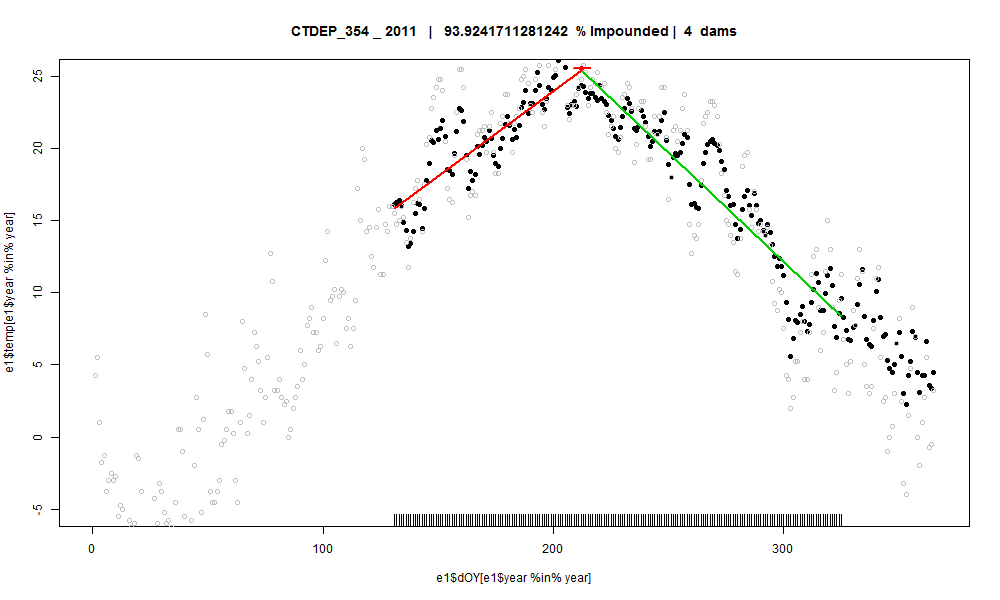 CTDEP_354 _ 2011 | 93.9241711281242 % Impounded | 4 dams
e1$temp[e1$year %in% year]
25
20
15
10
5
0
-5
0 100 200 300
e1$dOY[e1$year %in% year]